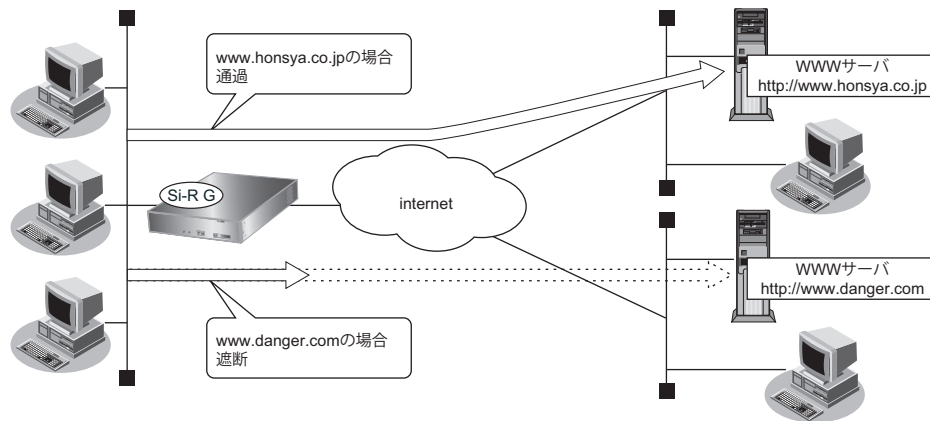 www.honsya.co.jpの場合
通過
WWWサーバ
http://www.honsya.co.jp
Si-R G
internet
WWWサーバ
http://www.danger.com
www.danger.comの場合
遮断